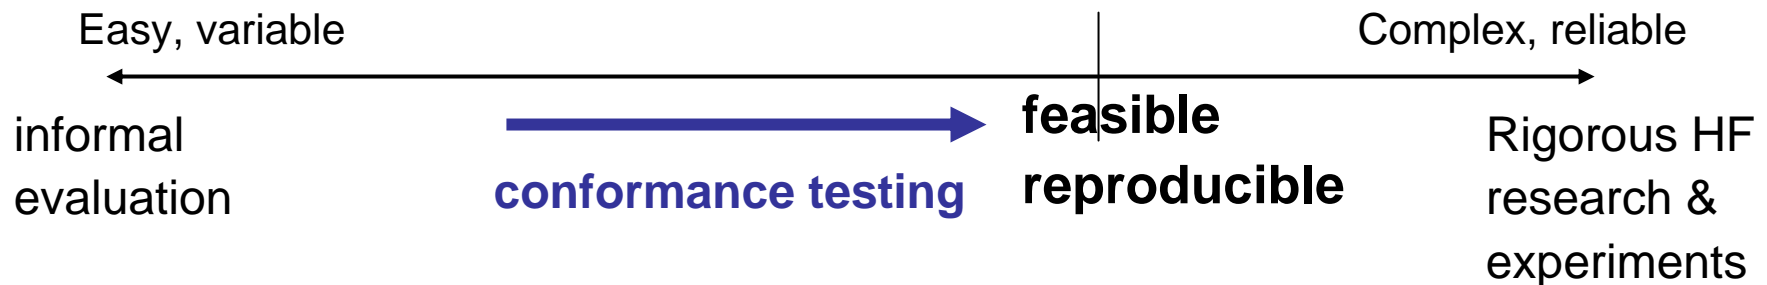 Easy, variable
Complex, reliable
informal
evaluation
conformance testing
feasible
reproducible
Rigorous HF
research &
experiments